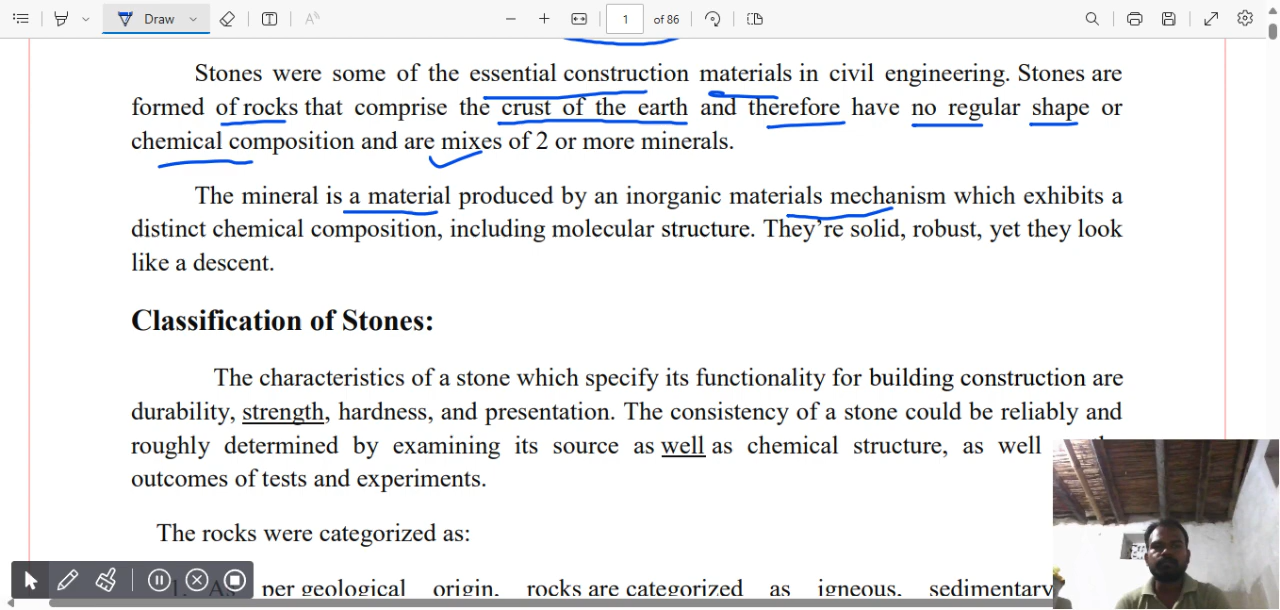 Draw
1
of 86
Stones were some of the essential construction materials in civil engineering. Stones are
formed of rocks that comprise the crust of the earth and therefore have no regular shape or
chemical composition and are mixes of 2 or more minerals.
The mineral is a material produced by an inorganic materials mechanism which exhibits a
distinct chemical composition, including molecular structure. They’re solid, robust, yet they look
like a descent.
Classification of Stones:
The characteristics of a stone which specify its functionality for building construction are
durability, strength, hardness, and presentation. The consistency of a stone could be reliably and
roughly determined by examining its source as well as chemical structure, as well
outcomes of tests and experiments.
The rocks were categorized as:
1. As per geological origin, rocks are categorized as igneous, sedimentary